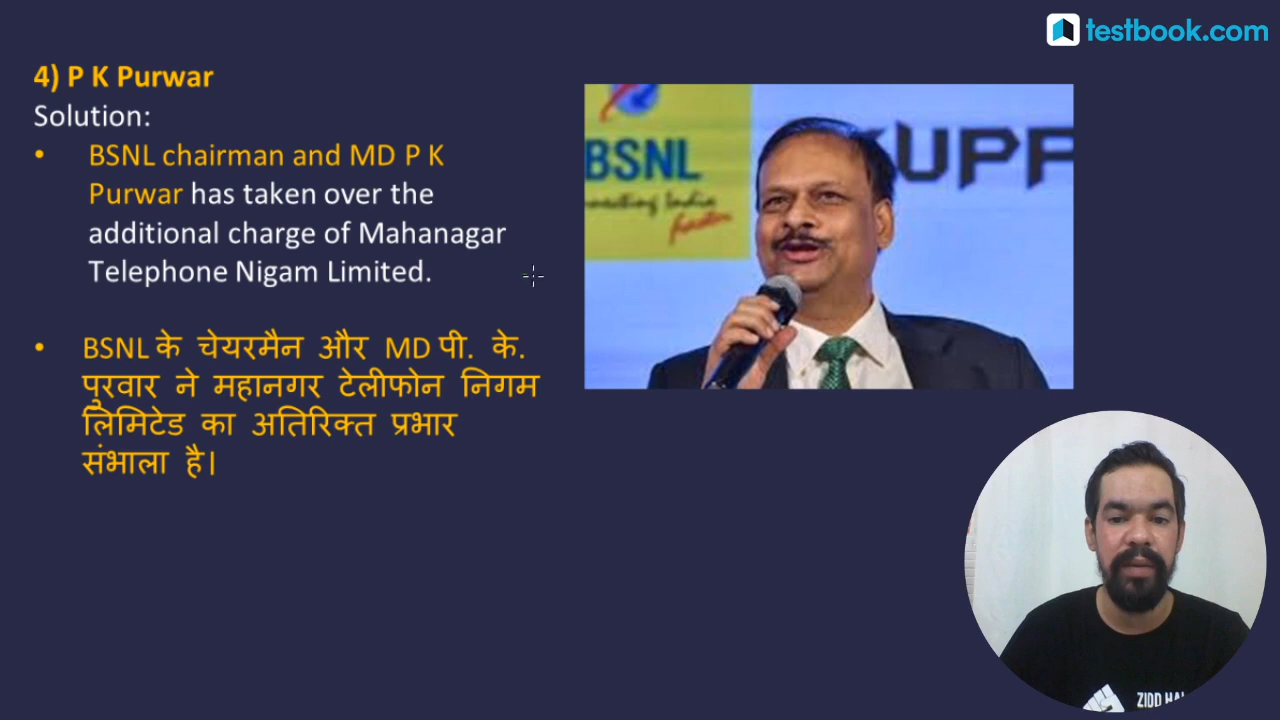 testbook.com
4) P K Purwar
Solution:
• BSNL chairman and MD P K
Purwar has taken over the
additional charge of Mahanagar
Telephone Nigam Limited.
• BSNL के चेयरमैन और MD पी. के.
पुरवार ने महानगर टेलीफोन निगम
लिमिटेड का अतिरिक्त प्रभार
संभाला है।
BSNL
UPP
ZIDD